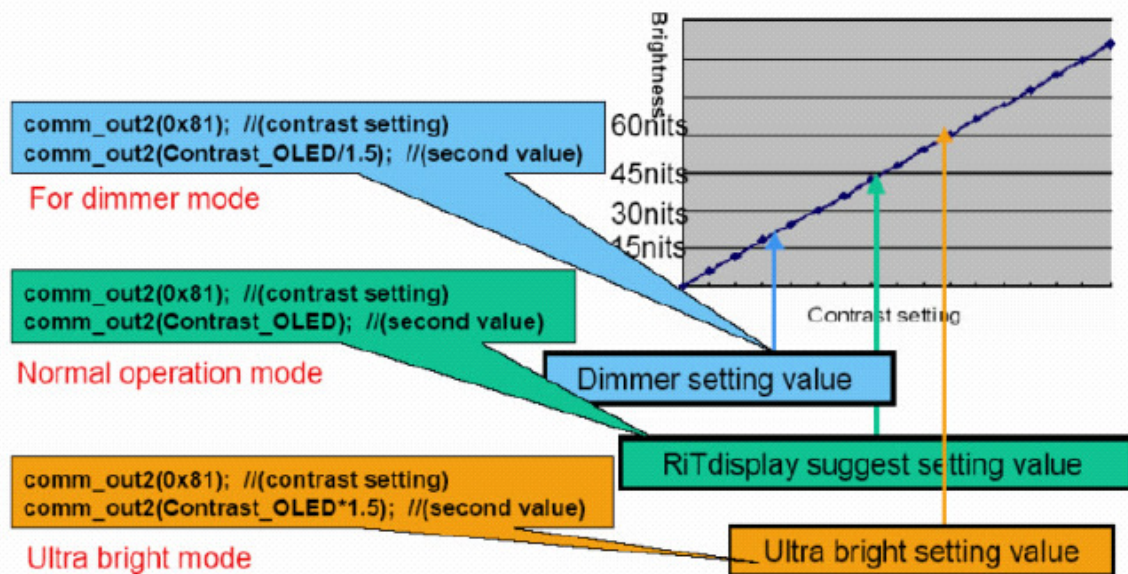 Brightness
60nits
45nits
30nits
15nits
Contrast setting
comm_out2(0x81); //(contrast setting)
comm_out2(Contrast_OLED/1.5); //(second value)
For dimmer mode
comm_out2(0x81); //(contrast setting)
comm_out2(Contrast_OLED); //(second value)
Normal operation mode
Dimmer setting value
RiTdisplay suggest setting value
comm_out2(0x81); //(contrast setting)
comm_out2(Contrast_OLED*1.5); //(second value)
Ultra bright mode
Ultra bright setting value